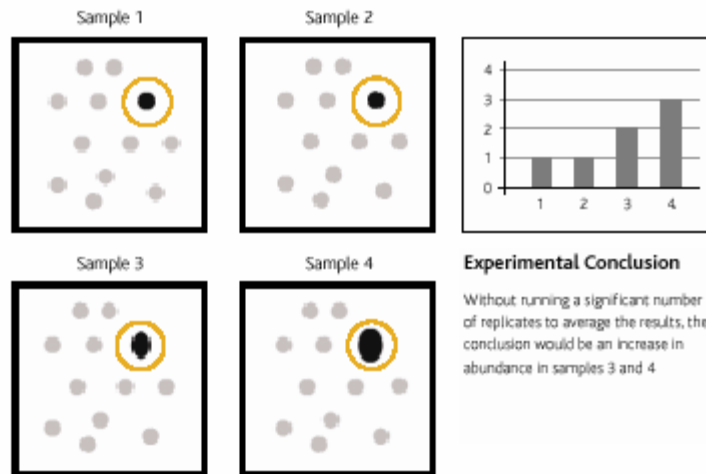 Sample 1
Sample 2
4
3
2
1
0
1 2 3 4
Sample 3
Sample 4
Experimental Conclusion
Without running a significant number
of replicates to average the results, the
conclusion would be an increase in
abundance in samples 3 and 4